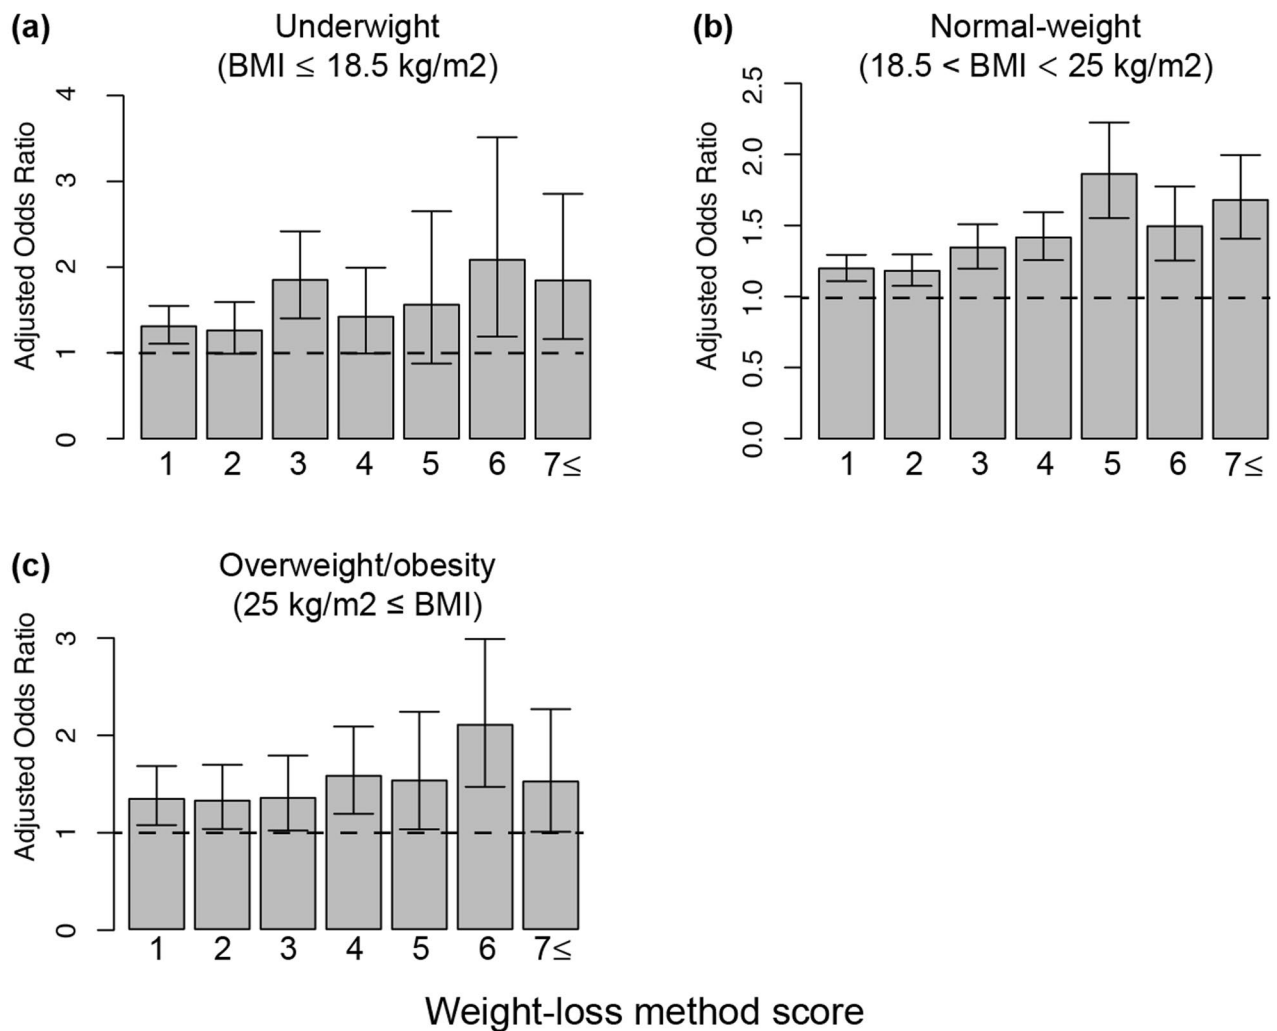 (a) Underwight
(BMI ≤ 18.5 kg/m2)
Adjusted Odds Ratio
4
3
2
1
0
1 2 3 4 5 6 7≤
(b) Normal-weight
(18.5 < BMI < 25 kg/m2)
Adjusted Odds Ratio
2.5
2.0
1.5
1.0
0.5
0.0
1 2 3 4 5 6 7≤
(c) Overweight/obesity
(25 kg/m2 ≤ BMI)
Adjusted Odds Ratio
3
2
1
0
1 2 3 4 5 6 7≤
Weight-loss method score